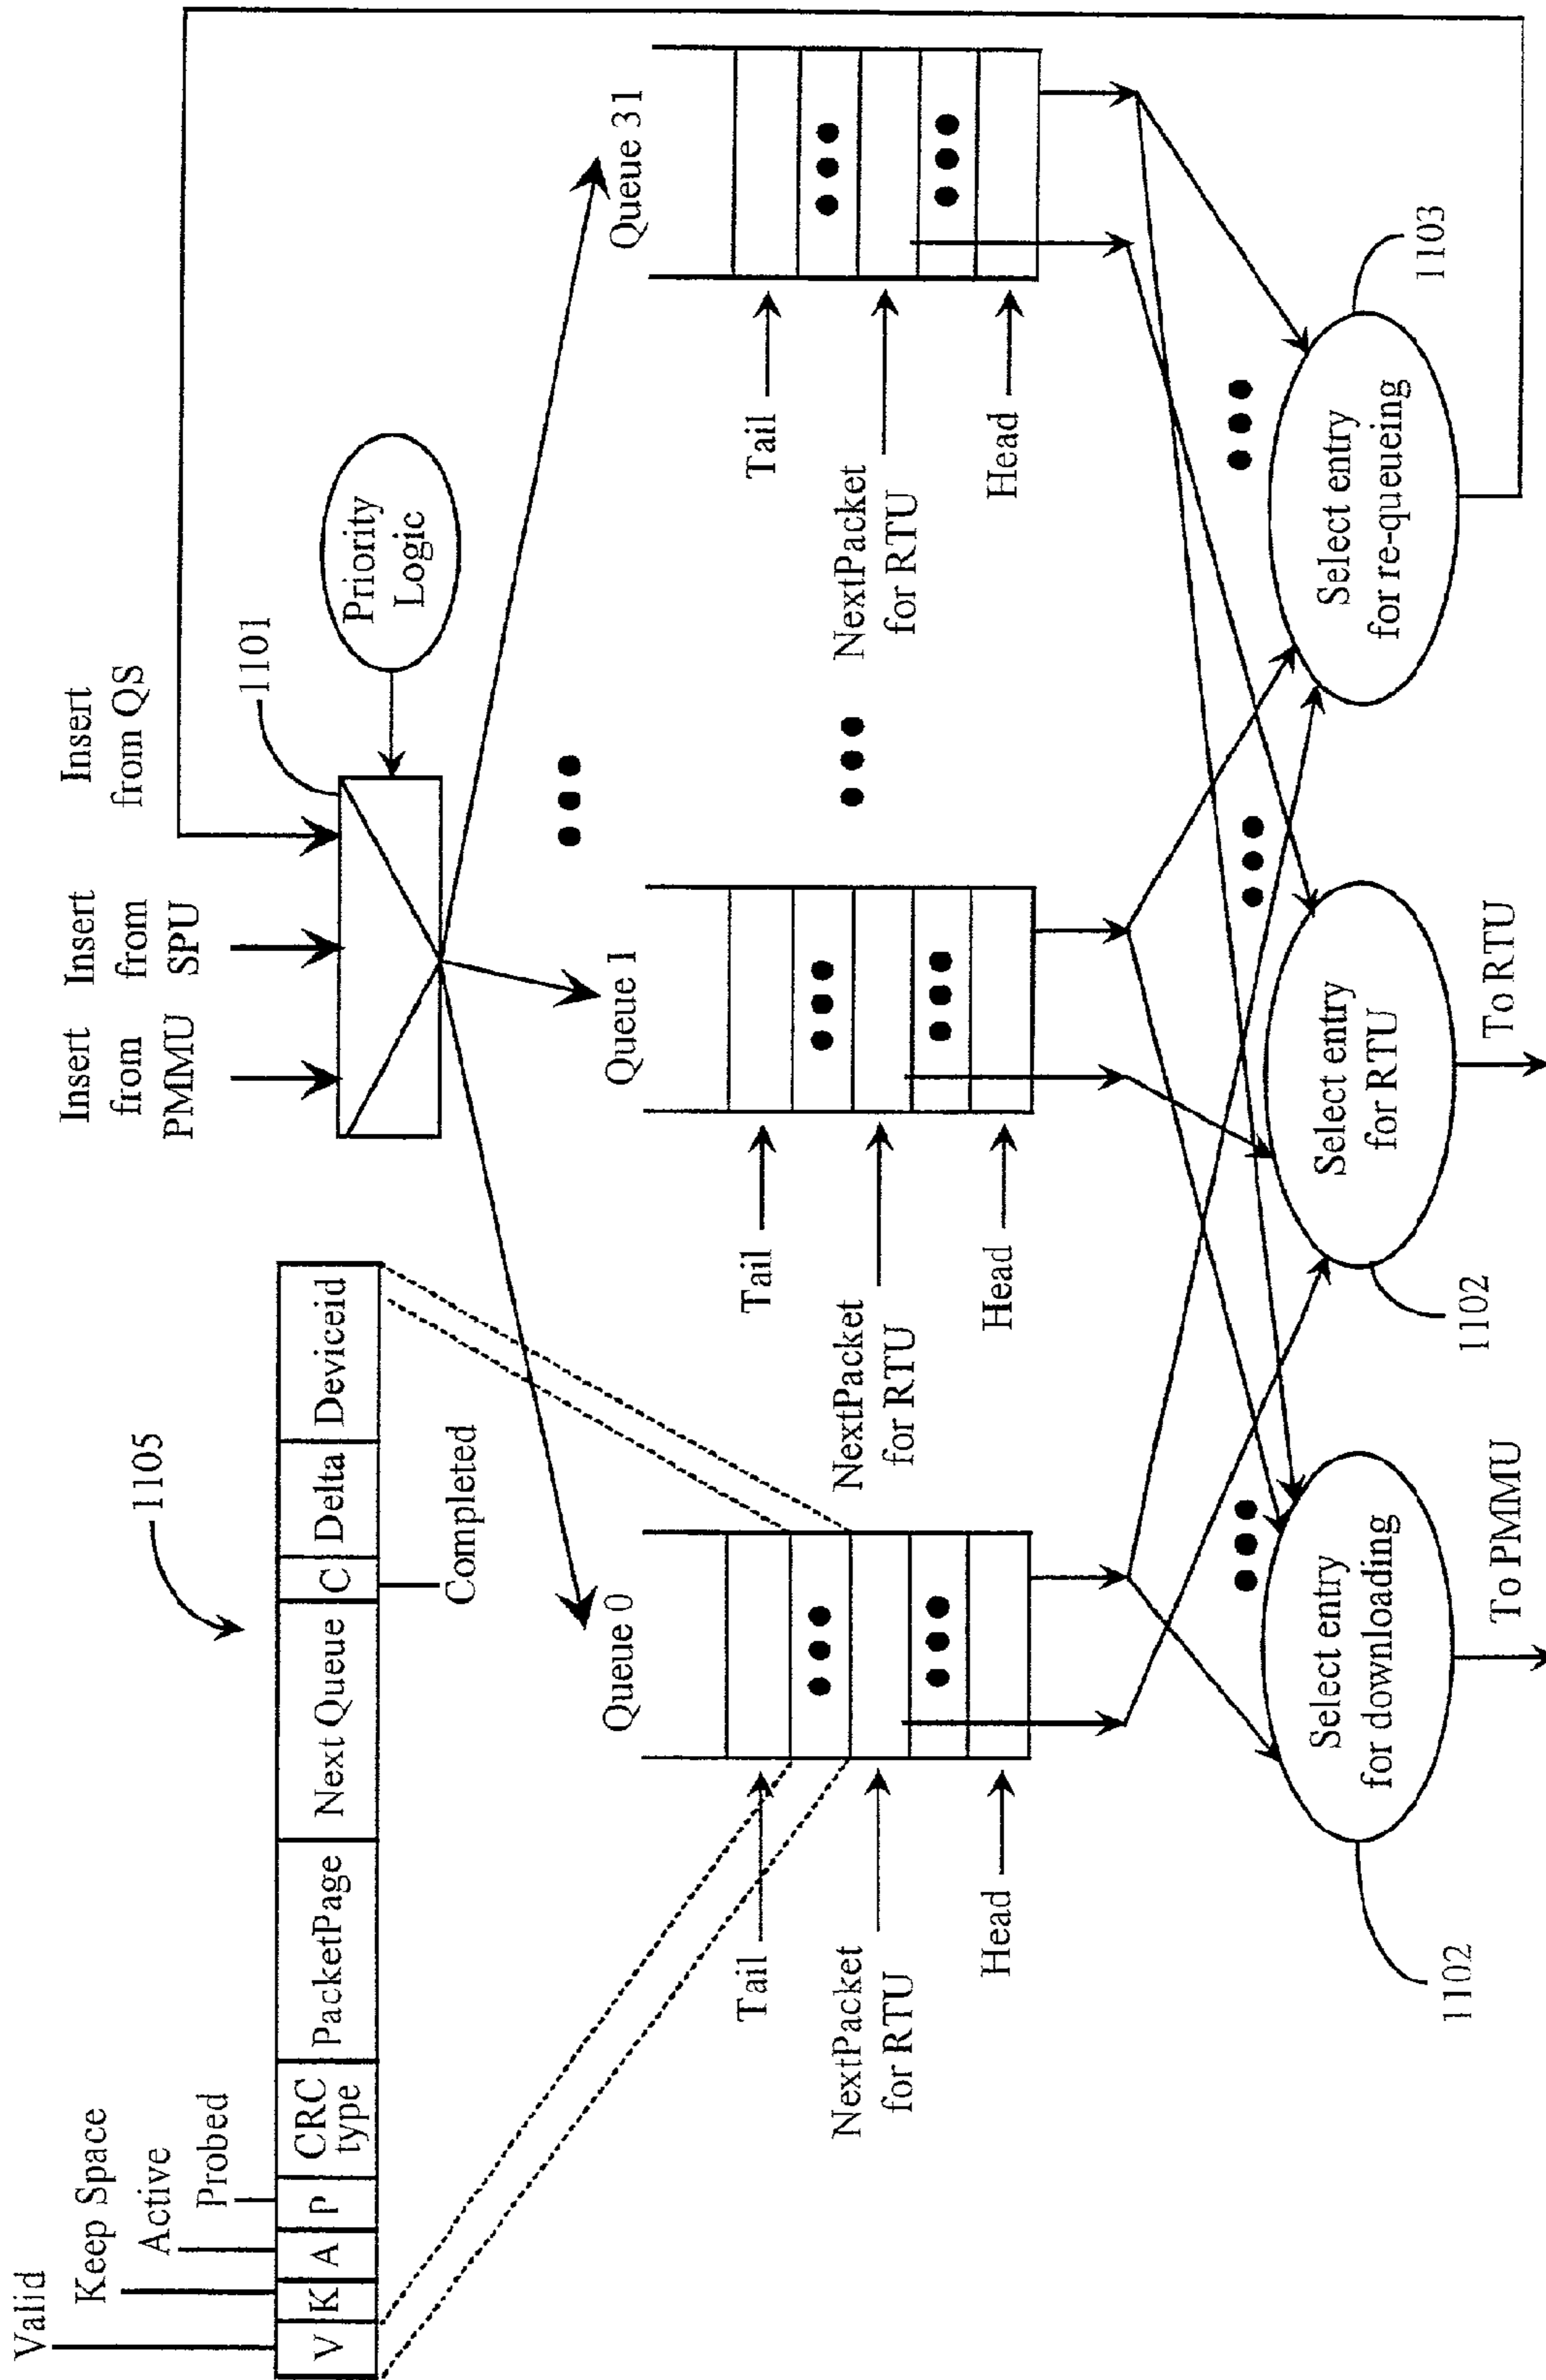 Valid
Keep Space
Active
Probed
V
K
A
P
CRC
type
PacketPage
Next Queue
C
Delta
Deviceid
Completed
1105
Insert
from
PMMU
Insert
from
SPU
Insert
from QS
1101
Priority
Logic
Queue 0
Queue 1
Queue 31
Tail
NextPacket
for RTU
Head
Tail
NextPacket
for RTU
Head
Tail
NextPacket
for RTU
Head
Select entry
for downloading
1102
To PMMU
Select entry
for RTU
1102
To RTU
Select entry
for re-queueing
1103